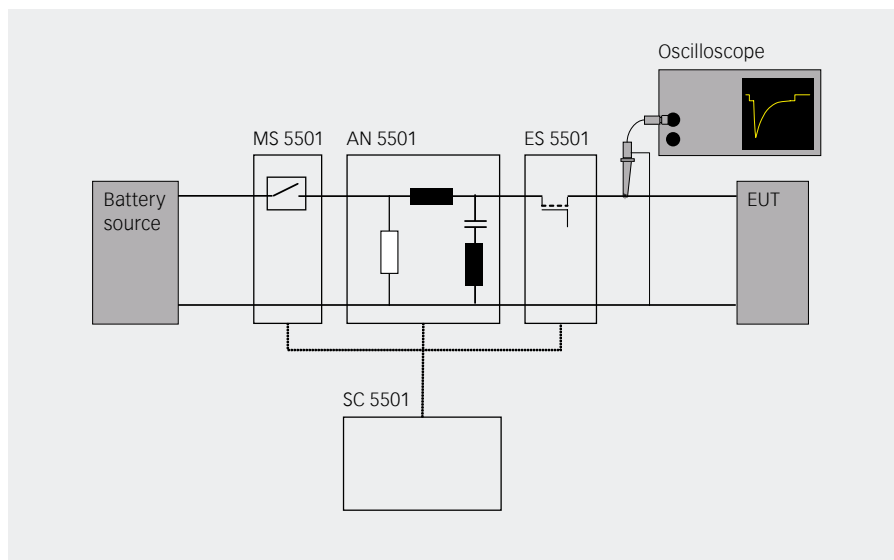 Oscilloscope
MS 5501
AN 5501
ES 5501
Battery
source
EUT
SC 5501